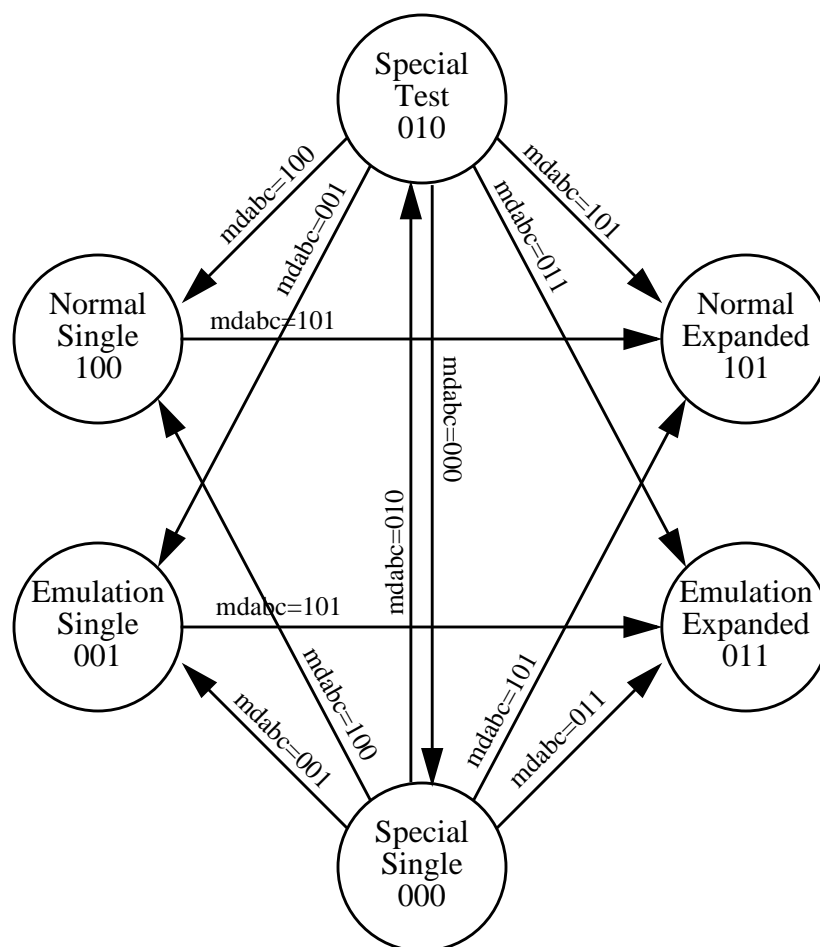 Special
Test
010
mdabc=100
mdabc=001
mdabc=011
mdabc=101
Normal
Single
100
mdabc=101
Normal
Expanded
101
mdabc=000
mdabc=010
Emulation
Single
001
mdabc=101
Emulation
Expanded
011
mdabc=001
mdabc=100
mdabc=101
mdabc=011
Special
Single
000